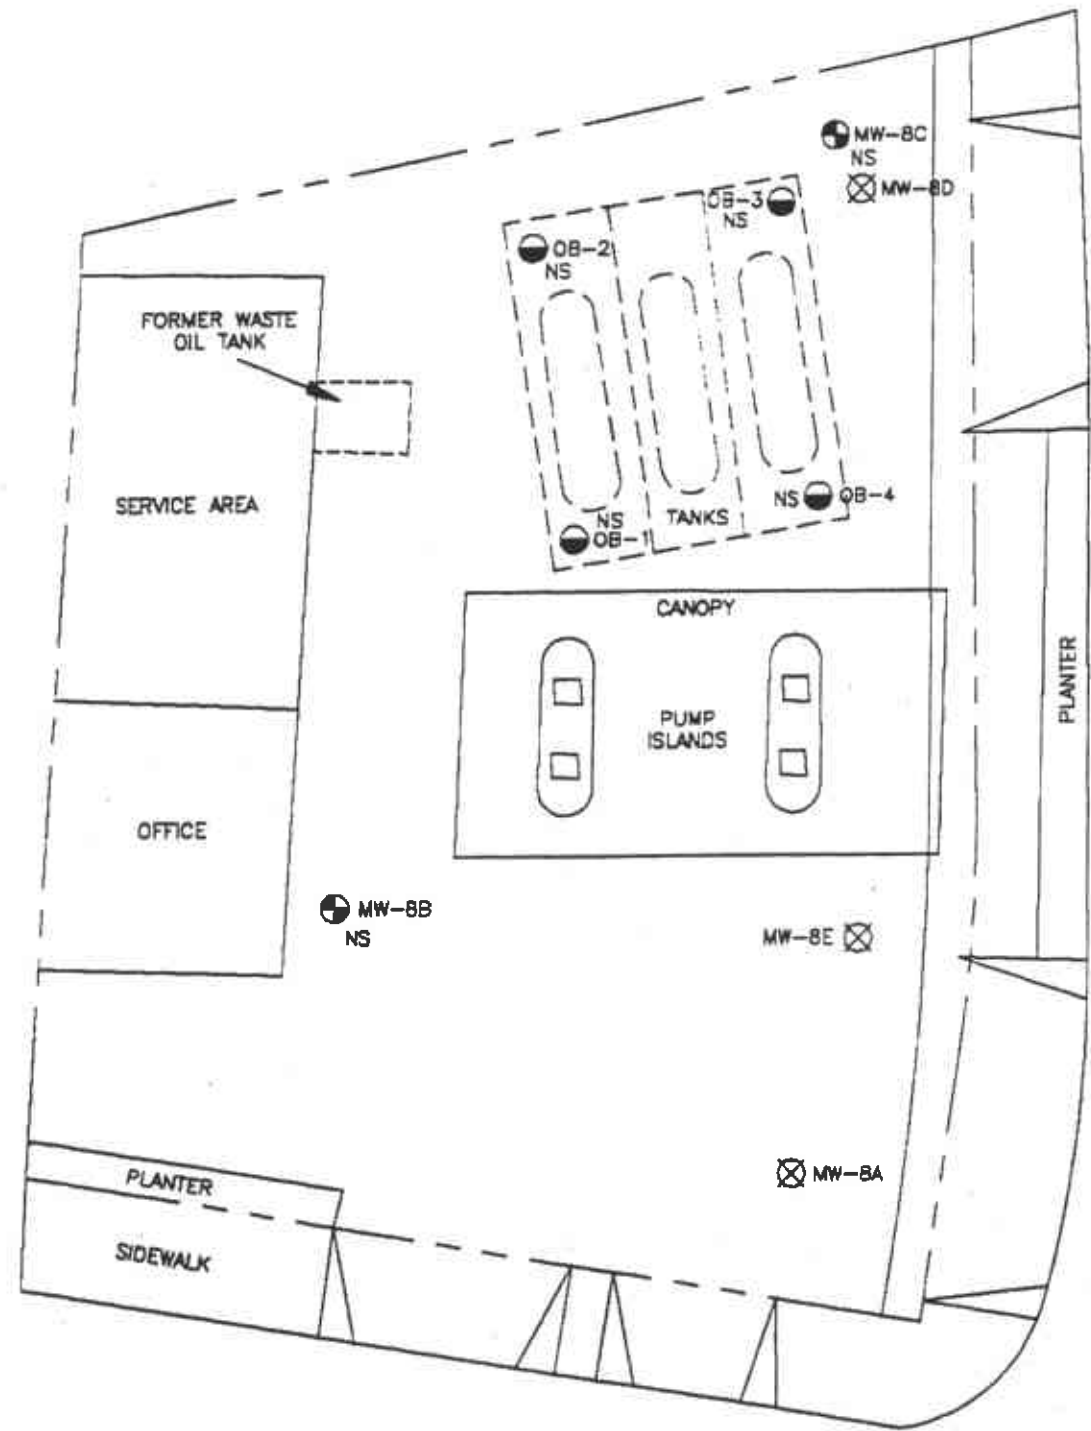 MW-8C
NS
MW-8D
OB-3
NS
OB-2
NS
FORMER WASTE
OIL TANK
SERVICE AREA
NS
OB-4
TANKS
NS
OB-1
CANOPY
PUMP
ISLANDS
PLANTER
OFFICE
MW-8B
NS
MW-8E
MW-8A
PLANTER
SIDEWALK